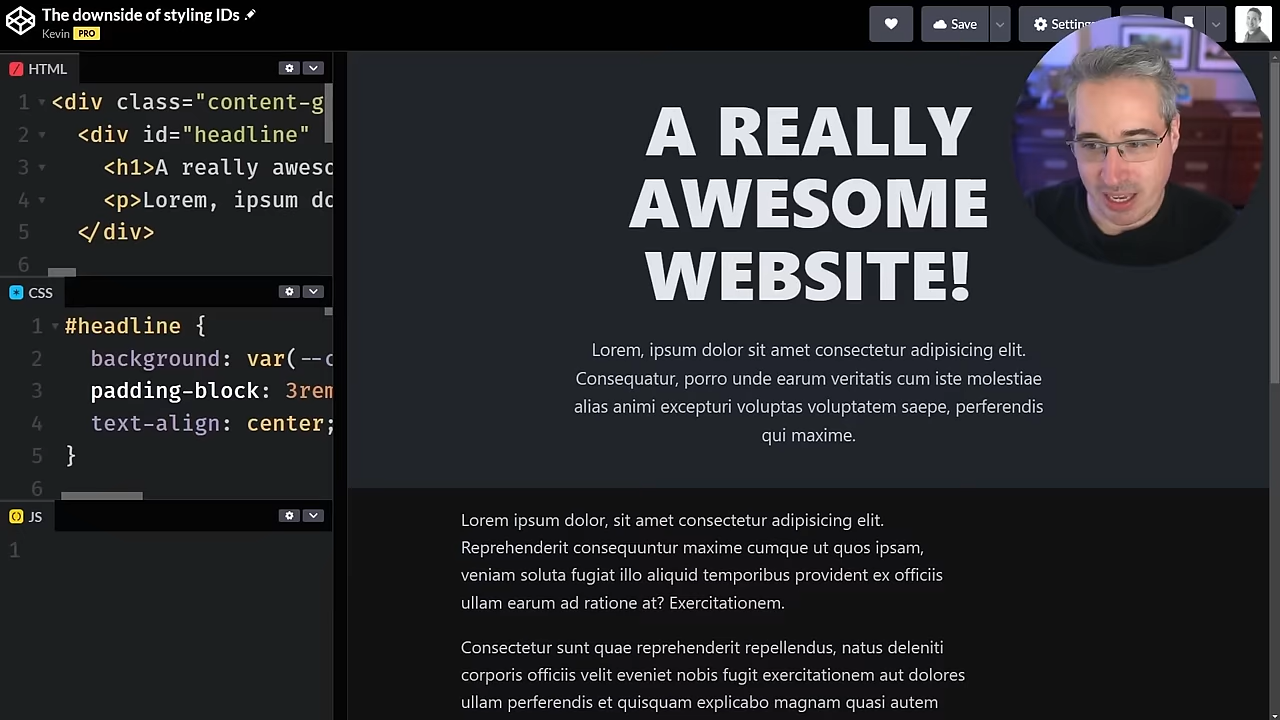 The downside of styling IDs
Kevin PRO
Save
Settings
HTML
1 <div class="content-g
2 <div id="headline"
3 <h1>A really aweso
4 <p>Lorem, ipsum do
5 </div>
6
CSS
1 #headline {
2 background: var(--c
3 padding-block: 3rem
4 text-align: center;
5 }
6
JS
1
A REALLY
AWESOME
WEBSITE!
Lorem, ipsum dolor sit amet consectetur adipisicing elit.
Consequatur, porro unde earum veritatis cum iste molestiae
alias animi excepturi voluptas voluptatem saepe, perferendis
qui maxime.
Lorem ipsum dolor, sit amet consectetur adipisicing elit.
Reprehenderit consequuntur maxime cumque ut quos ipsam,
veniam soluta fugiat illo aliquid temporibus provident ex officiis
ullam earum ad ratione at? Exercitationem.
Consectetur sunt quae reprehenderit repellendus, natus deleniti
corporis officiis velit eveniet nobis fugit exercitationem aut dolores
ullam perferendis et quisquam explicabo magnam quasi autem